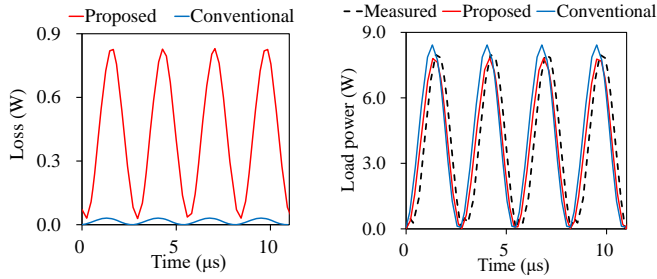 Proposed Conventional
0.9
0.6
0.3
0.0
Loss (W)
0 5 10
Time (μs)
Measured Proposed Conventional
9.0
6.0
3.0
0.0
Load power (W)
0 5 10
Time (μs)